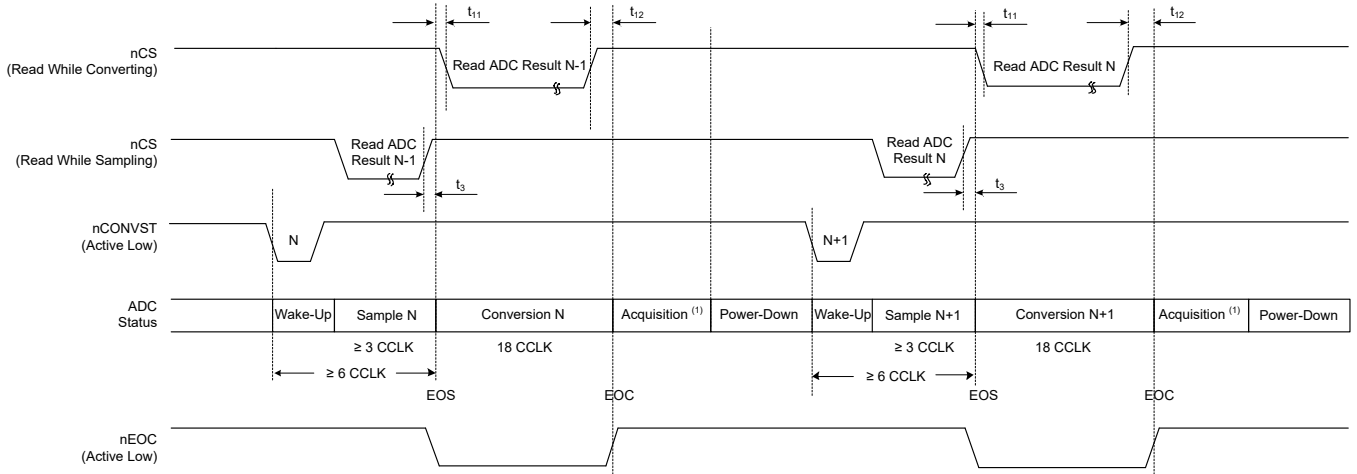 t11 t12 t11 t12
nCS
(Read While Converting)
Read ADC Result N-1
Read ADC Result N
nCS
(Read While Sampling)
Read ADC
Result N-1
Read ADC
Result N
t3 t3
nCONVST
(Active Low)
N
N+1
ADC
Status
Wake-Up Sample N Conversion N Acquisition (1) Power-Down Wake-Up Sample N+1 Conversion N+1 Acquisition (1) Power-Down
≥ 3 CCLK 18 CCLK ≥ 3 CCLK 18 CCLK
≥ 6 CCLK ≥ 6 CCLK
EOS EOC EOS EOC
nEOC
(Active Low)